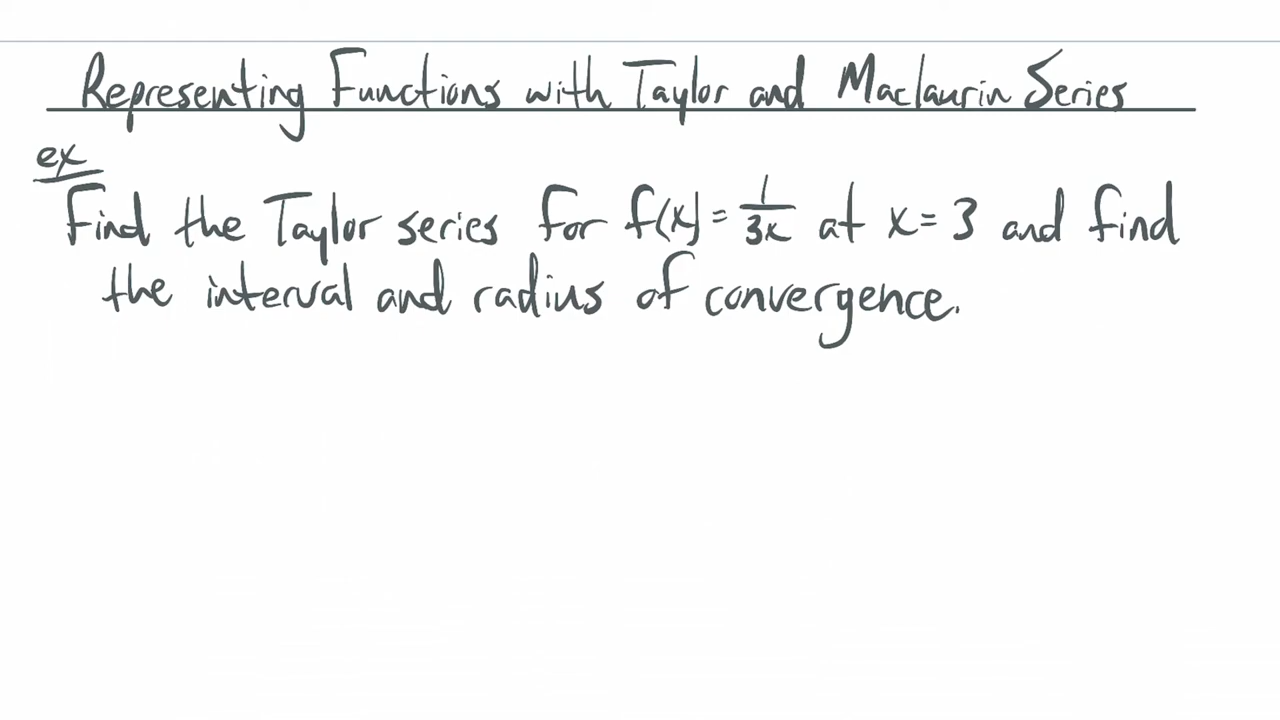 Representing Functions with Taylor and Maclaurin Series
ex
Find the Taylor series for f(x) = 1/3x at x = 3 and find
the interval and radius of convergence.